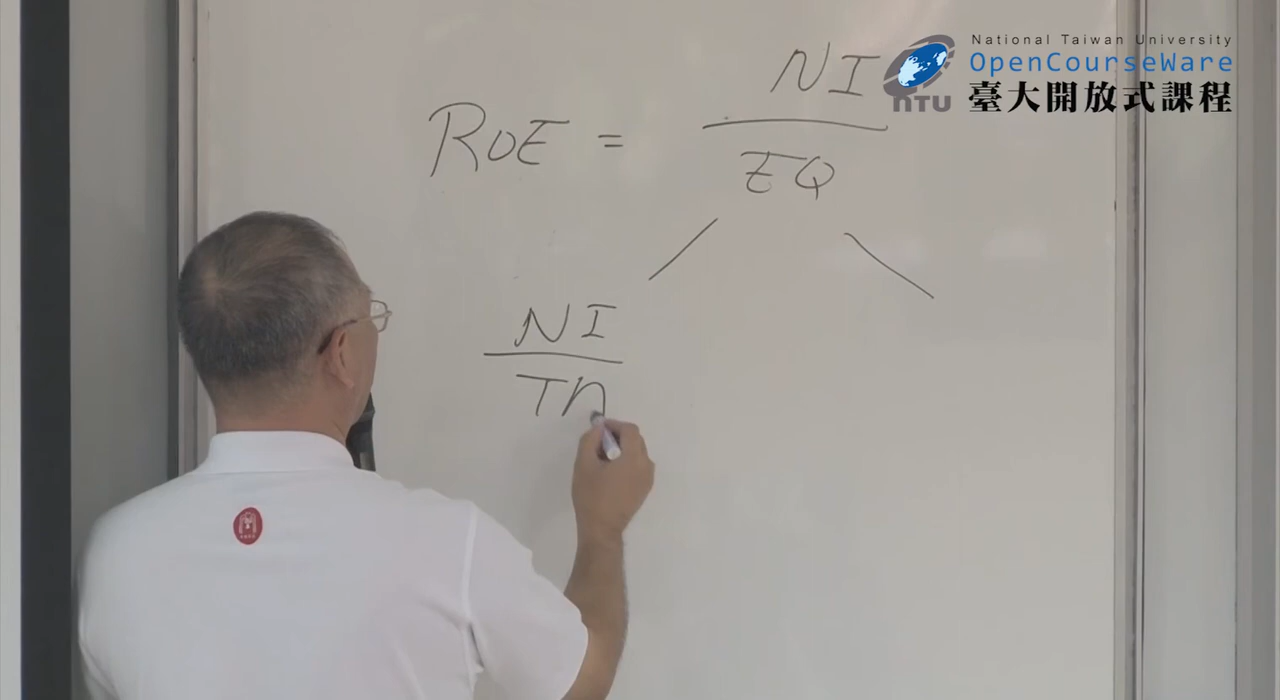 National Taiwan University
OpenCourseWare
臺大開放式課程
NTU
NI
ROE =
EQ
NI
TA